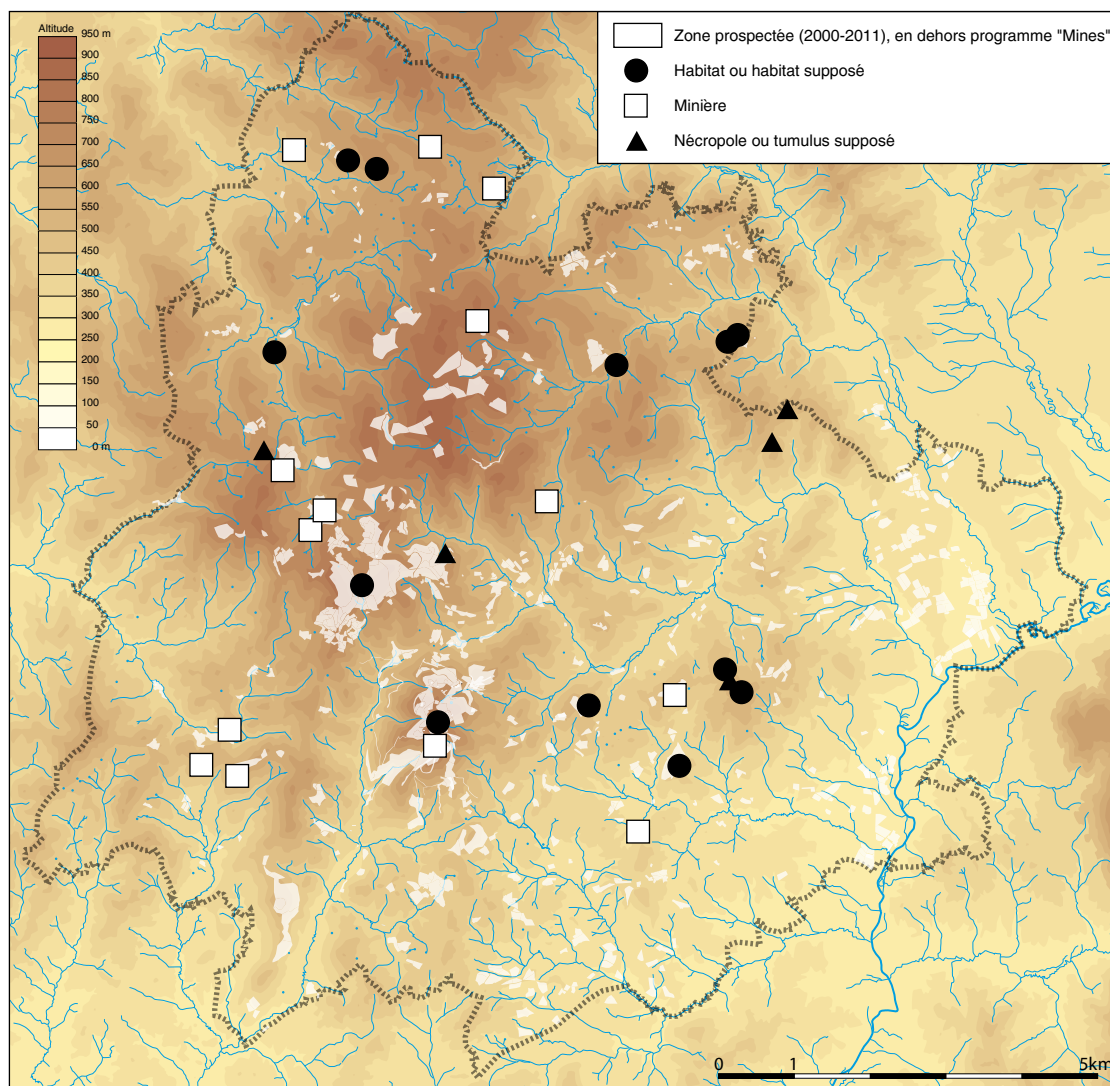 Altitude
950 m
900
850
800
700
650
600
550
500
450
400
350
300
250
200
150
100
50
0 m
Zone prospectée (2000-2011), en dehors programme "Mines"
Habitat ou habitat supposé
Minière
Nécropole ou tumulus supposé
0 1 5km